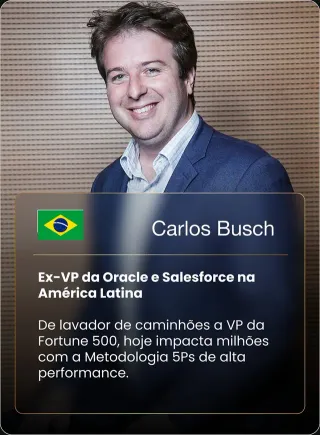 Carlos Busch
Ex-VP da Oracle e Salesforce na
América Latina
De lavador de caminhões a VP da
Fortune 500, hoje impacta milhões
com a Metodologia 5Ps de alta
performance.